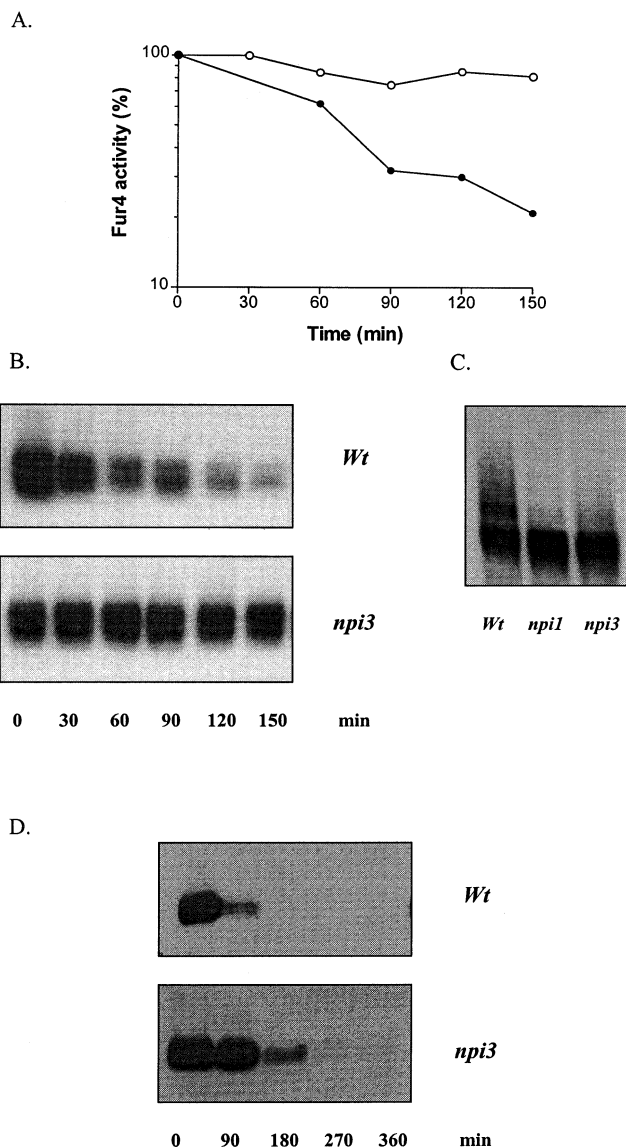 A.
100
10
Fur4 activity (%)
0 30 60 90 120 150
Time (min)
B.
Wt
npi3
0 30 60 90 120 150 min
C.
Wt npi1 npi3
D.
Wt
npi3
0 90 180 270 360 min